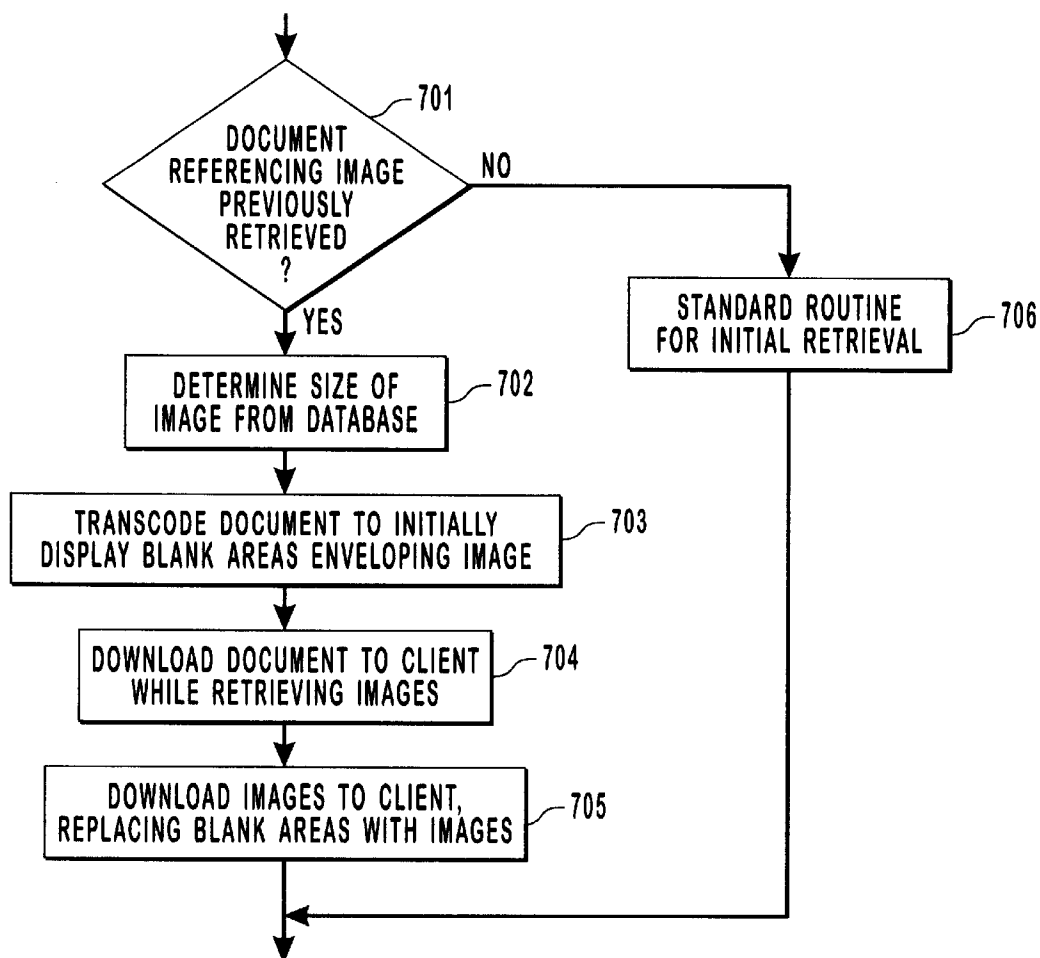 701
DOCUMENT
REFERENCING IMAGE
PREVIOUSLY
RETRIEVED
?
NO
YES
STANDARD ROUTINE
FOR INITIAL RETRIEVAL
706
DETERMINE SIZE OF
IMAGE FROM DATABASE
702
TRANSCODE DOCUMENT TO INITIALLY
DISPLAY BLANK AREAS ENVELOPING IMAGE
703
DOWNLOAD DOCUMENT TO CLIENT
WHILE RETRIEVING IMAGES
704
DOWNLOAD IMAGES TO CLIENT,
REPLACING BLANK AREAS WITH IMAGES
705